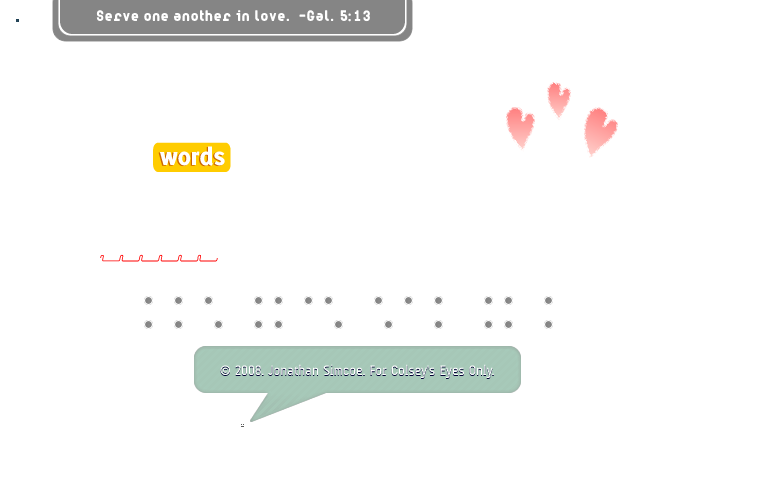 Serve one another in love. -Gal. 5:13
words
© 2008. Jonathan Simcoe. For Colsey's Eyes Only.